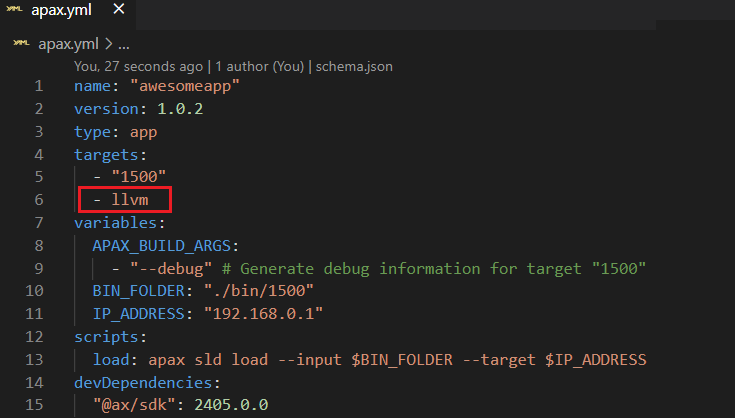 YAML apax.yml ×
YAML apax.yml > ...
You, 27 seconds ago | 1 author (You) | schema.json
1 name: "awesomeapp"
2 version: 1.0.2
3 type: app
4 targets:
5   - "1500"
6   - llvm
7 variables:
8   APAX_BUILD_ARGS:
9     - "--debug" # Generate debug information for target "1500"
10   BIN_FOLDER: "./bin/1500"
11   IP_ADDRESS: "192.168.0.1"
12 scripts:
13   load: apax sld load --input $BIN_FOLDER --target $IP_ADDRESS
14 devDependencies:
15   "@ax/sdk": 2405.0.0